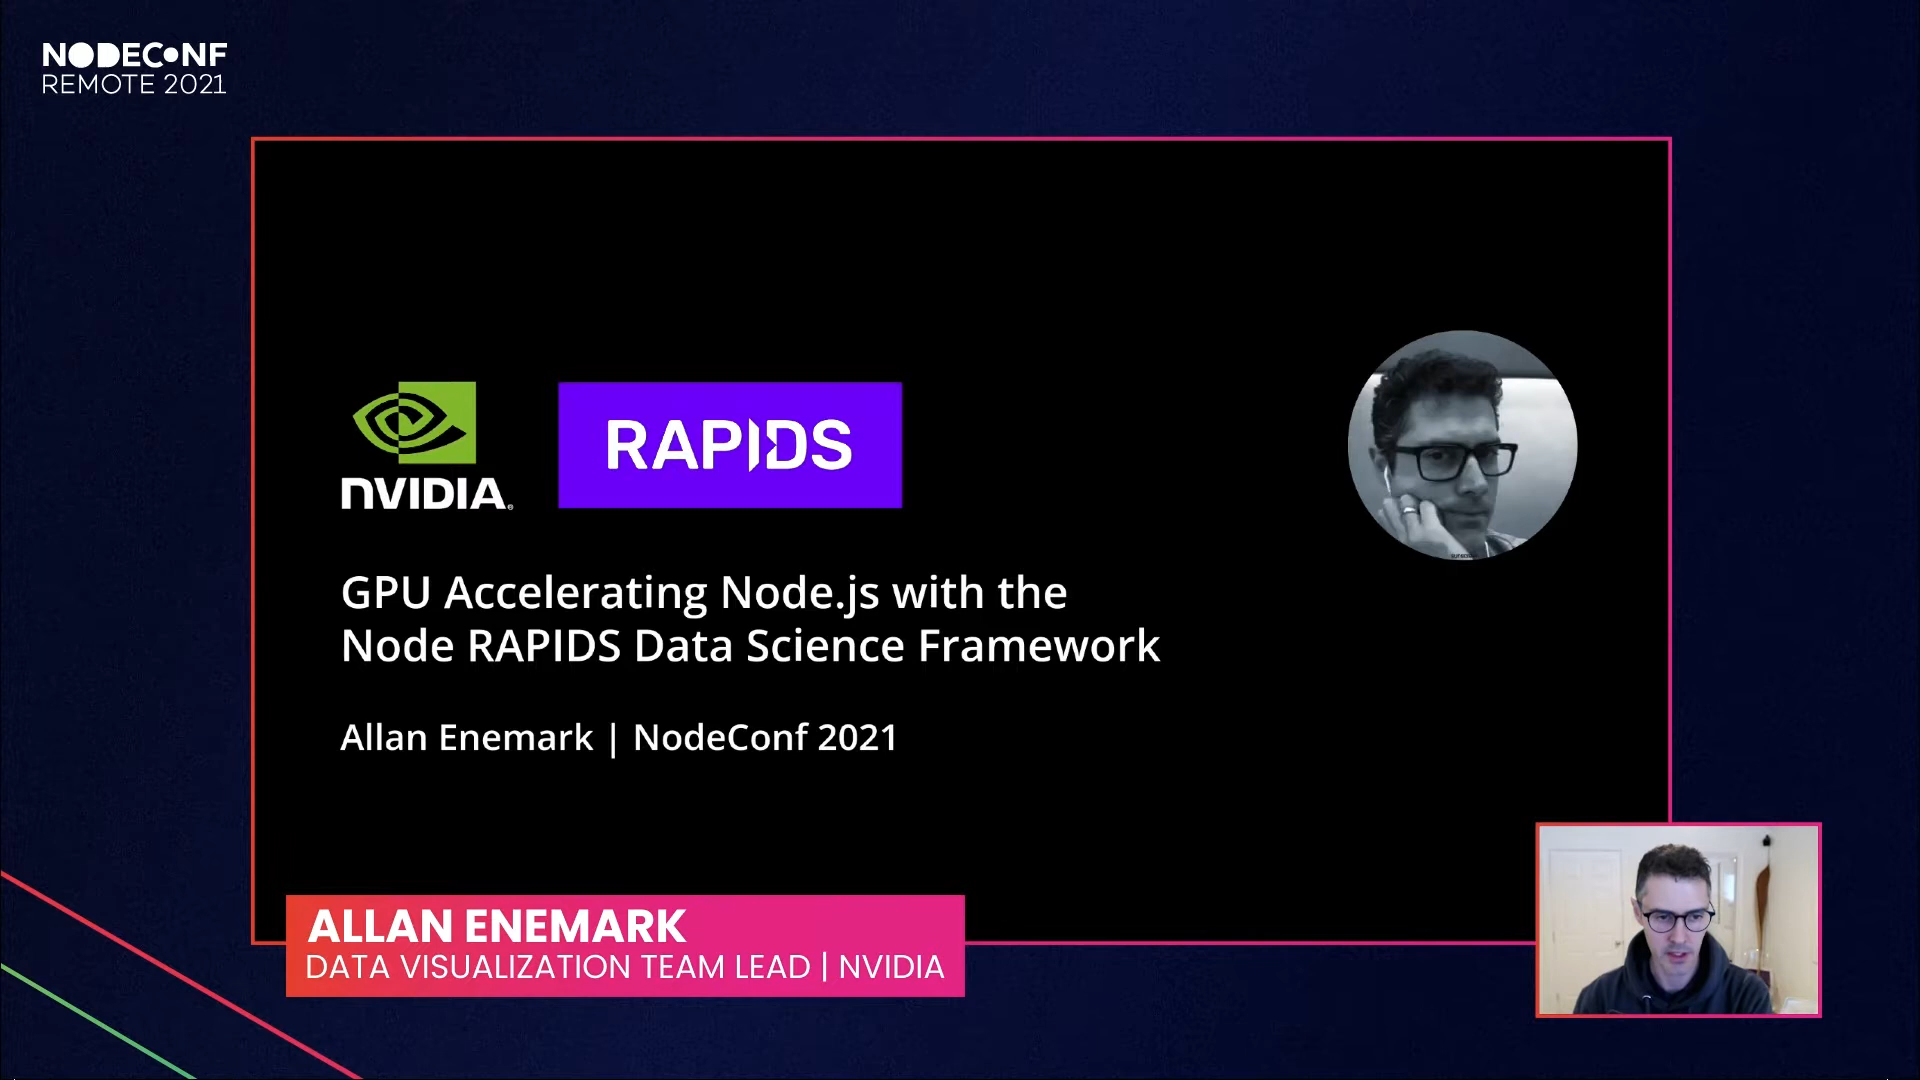 NODECONF
REMOTE 2021
NVIDIA
RAPIDS
GPU Accelerating Node.js with the
Node RAPIDS Data Science Framework
Allan Enemark | NodeConf 2021
ALLAN ENEMARK
DATA VISUALIZATION TEAM LEAD | NVIDIA